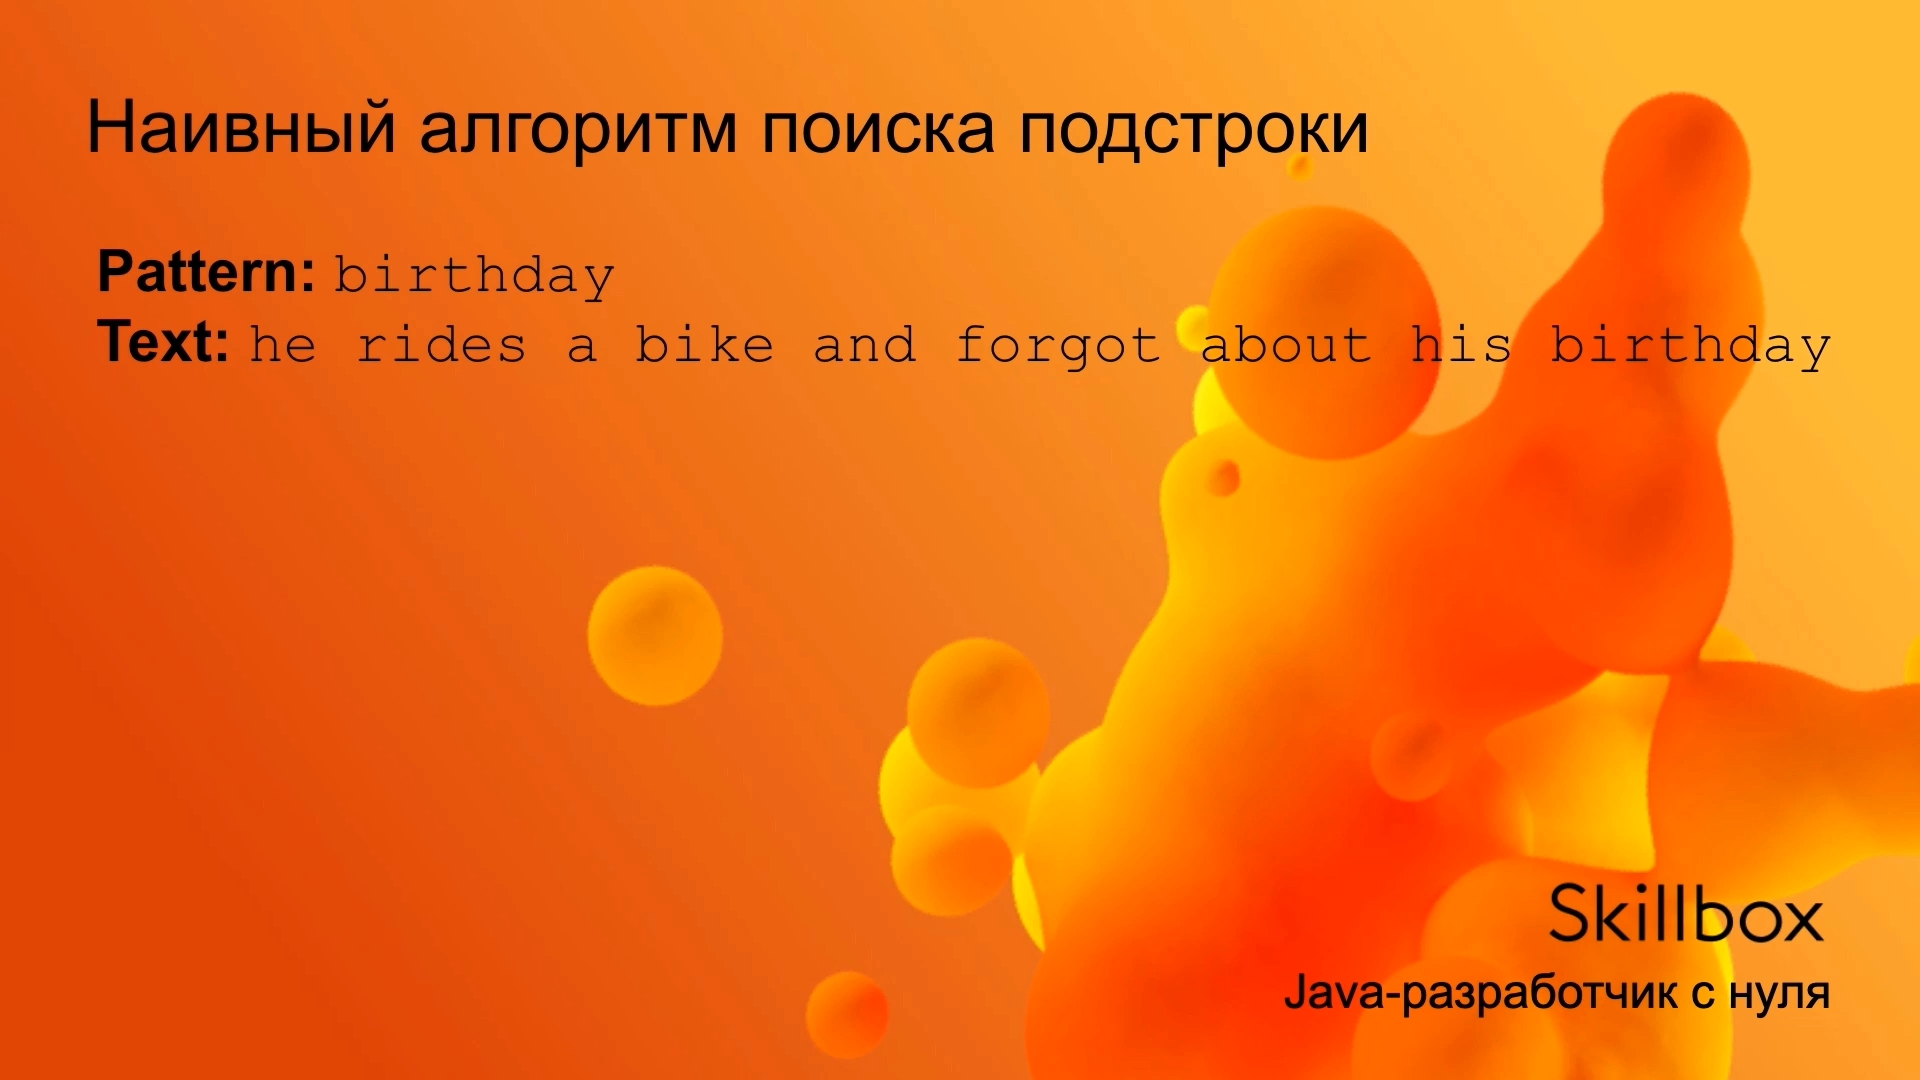 Наивный алгоритм поиска подстроки
Pattern: birthday
Text: he rides a bike and forgot about his birthday
Skillbox
Java-разработчик с нуля